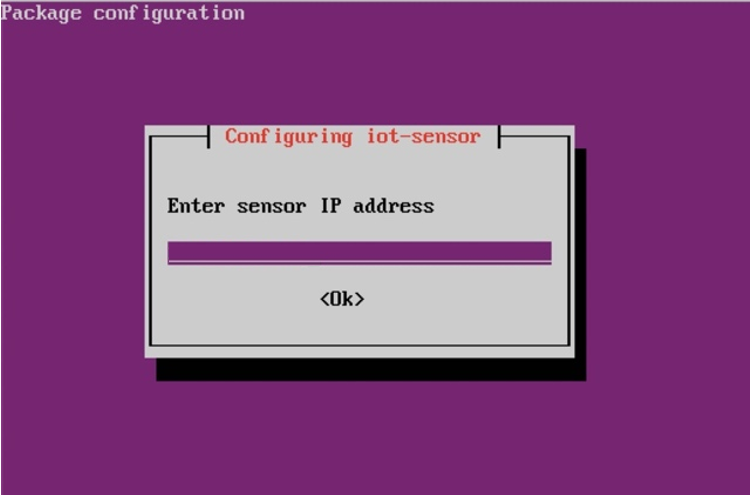 Package configuration
Configuring iot-sensor
Enter sensor IP address
<Ok>